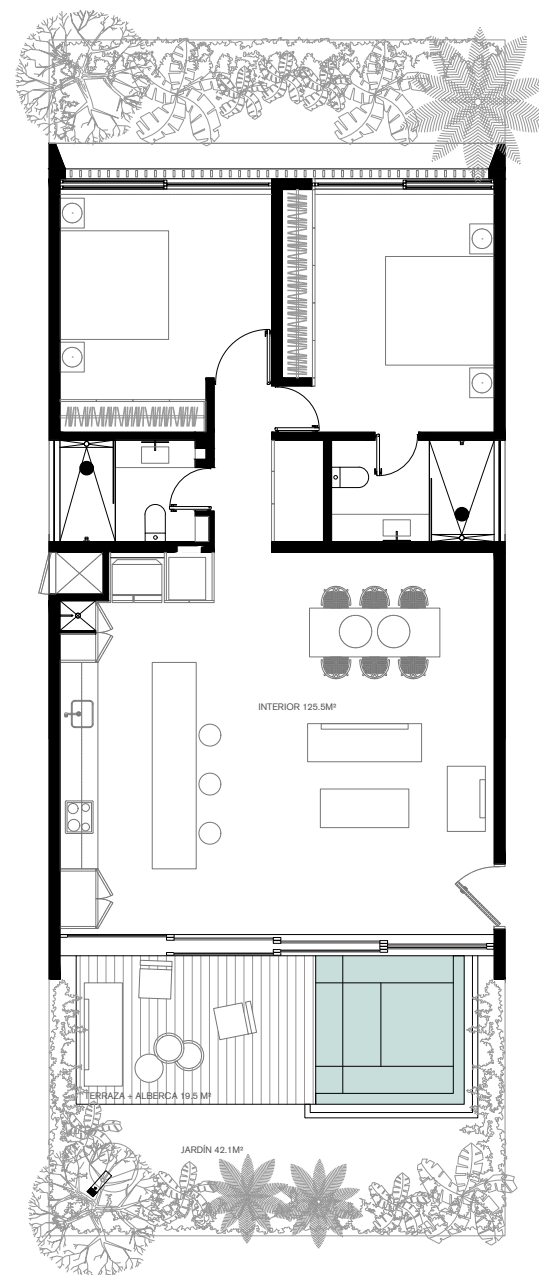 INTERIOR 125.5M²
TERRAZA + ALBERCA 19.5 M²
JARDÍN 42.1M²